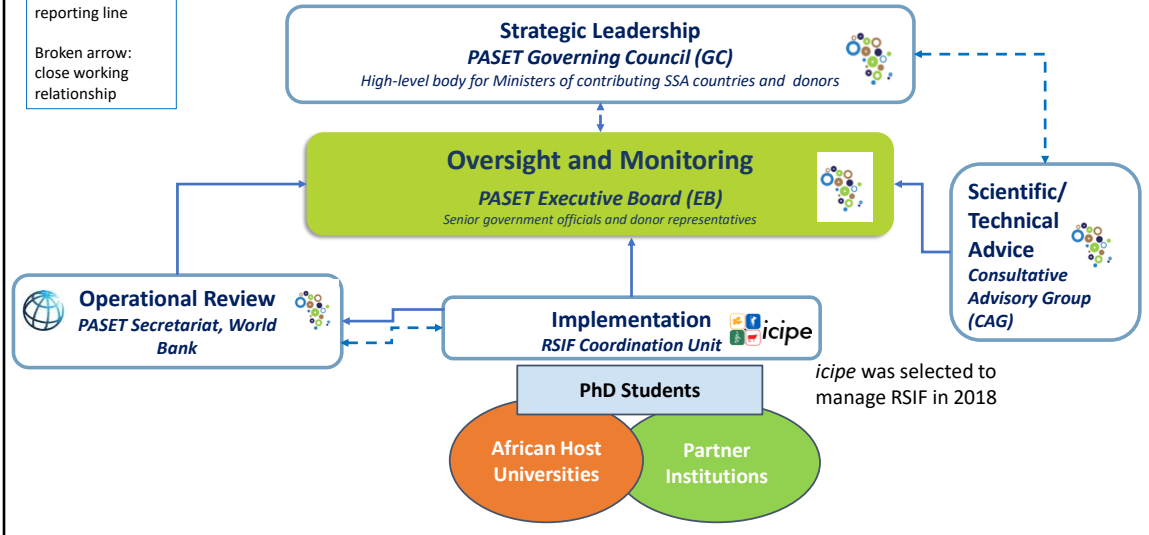 reporting line
Broken arrow:
close working
relationship
Strategic Leadership
PASET Governing Council (GC)
High-level body for Ministers of contributing SSA countries and donors
Oversight and Monitoring
PASET Executive Board (EB)
Senior government officials and donor representatives
Scientific/
Technical
Advice
Consultative
Advisory Group
(CAG)
Operational Review
PASET Secretariat, World
Bank
Implementation
RSIF Coordination Unit
icipe
icipe was selected to
manage RSIF in 2018
PhD Students
African Host
Universities
Partner
Institutions